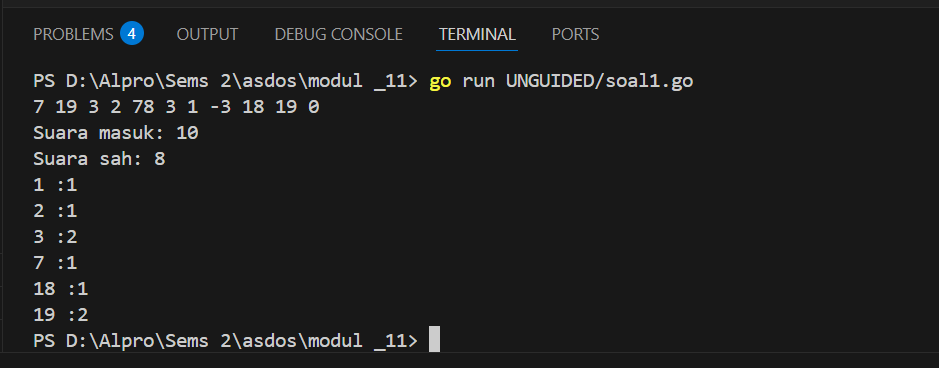 PROBLEMS 4 OUTPUT DEBUG CONSOLE TERMINAL PORTS
PS D:\Alpro\Sems 2\asdos\modul _11> go run UNGUIDED/soal1.go
7 19 3 2 78 3 1 -3 18 19 0
Suara masuk: 10
Suara sah: 8
1 :1
2 :1
3 :2
7 :1
18 :1
19 :2
PS D:\Alpro\Sems 2\asdos\modul _11>